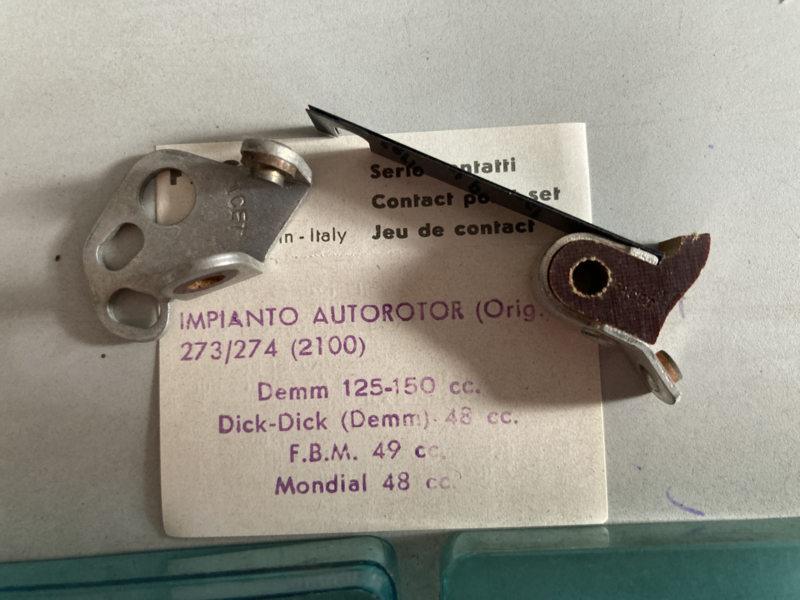 Serie contatti
Contact point set
in - Italy
Jeu de contact
IMPIANTO AUTOROTOR (Orig.
273/274 (2100)
Demm 125-150 cc.
Dick-Dick (Demm) 48 cc.
F.B.M. 49 cc.
Mondial 48 cc.